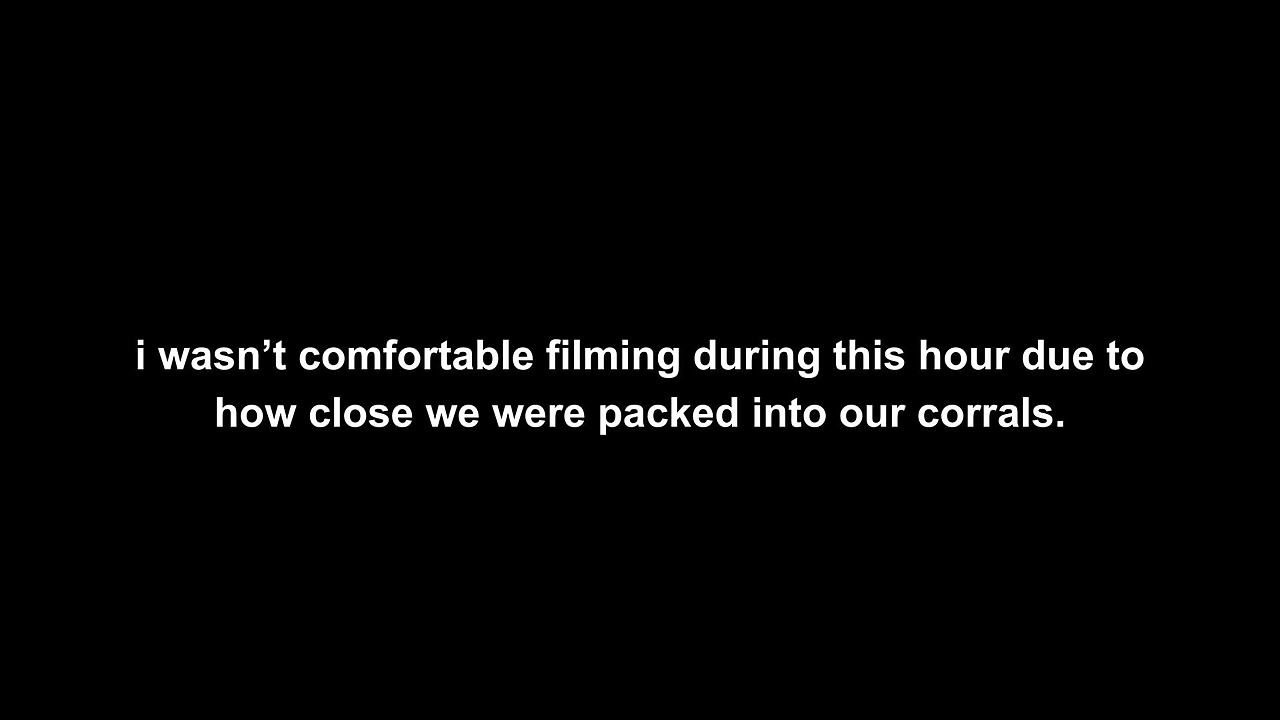 i wasn’t comfortable filming during this hour due to
how close we were packed into our corrals.